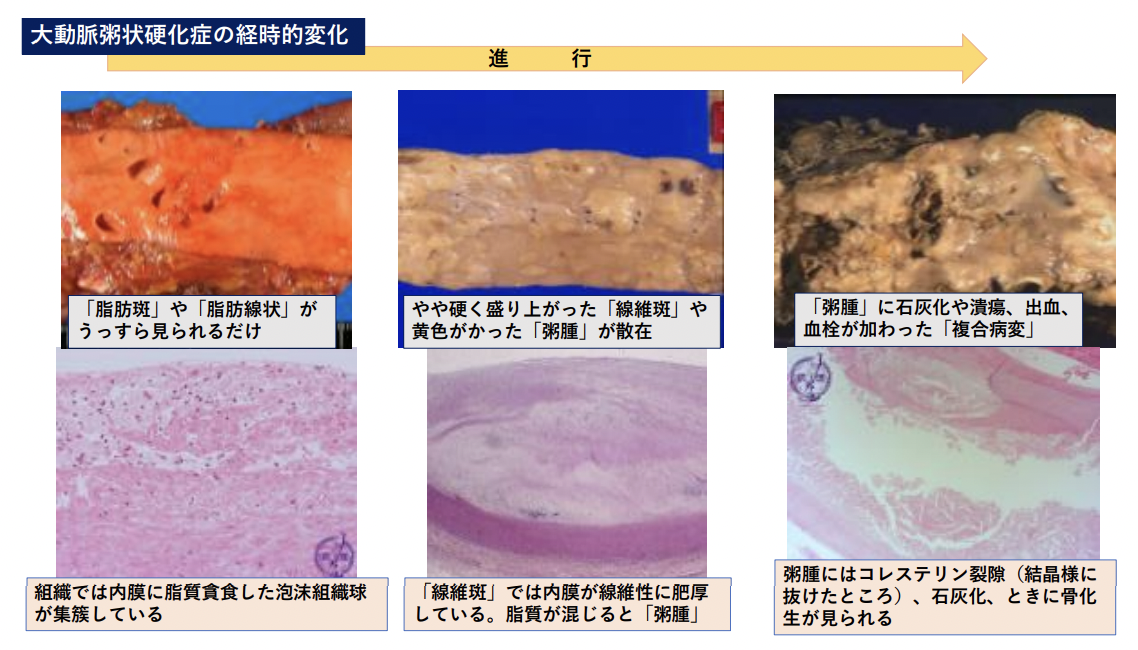 大動脈粥状硬化症の経時的変化
進 行
「脂肪斑」や「脂肪線状」が
うっすら見られるだけ
やや硬く盛り上がった「線維斑」や
黄色がかった「粥腫」が散在
「粥腫」に石灰化や潰瘍、出血、
血栓が加わった「複合病変」
組織では内膜に脂質貪食した泡沫組織球
が集簇している
「線維斑」では内膜が線維性に肥厚
している。脂質が混じると「粥腫」
粥腫にはコレステリン裂隙（結晶様に
抜けたところ）、石灰化、ときに骨化
生が見られる